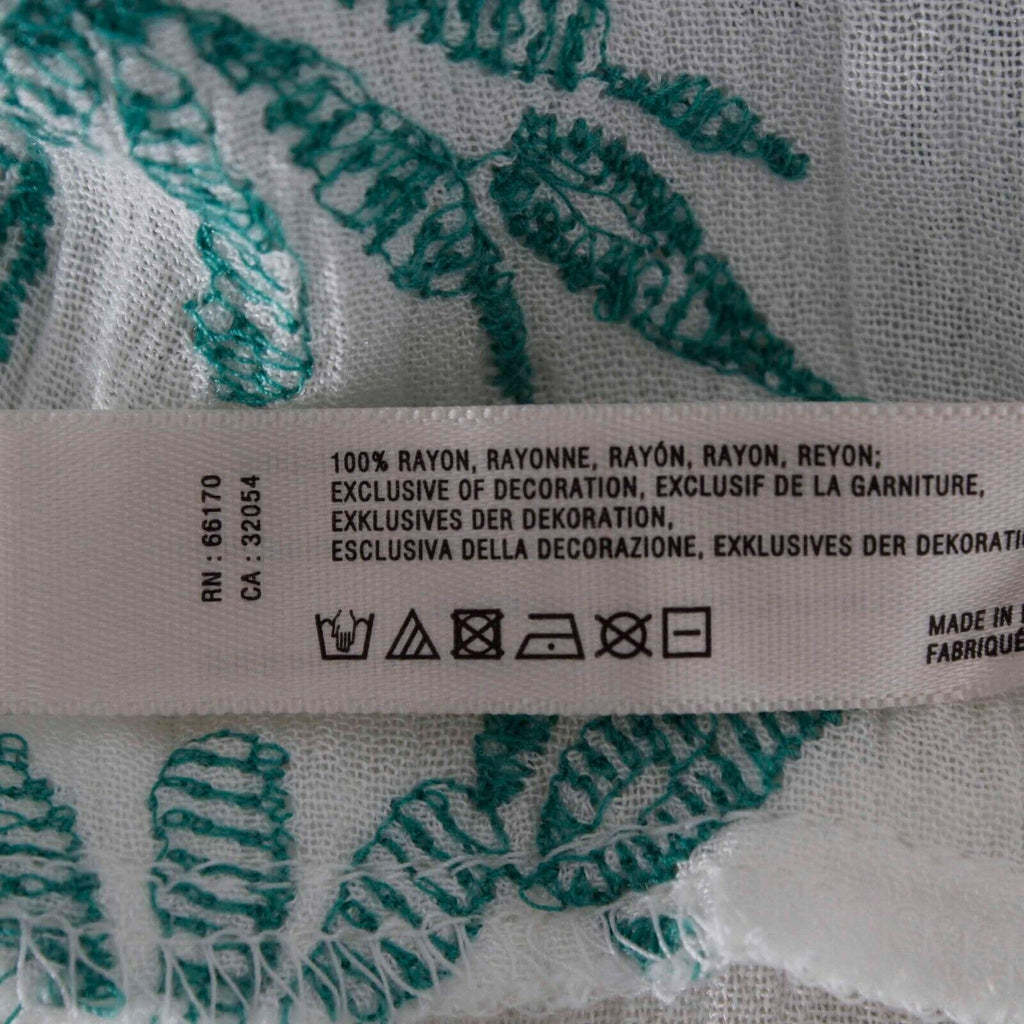 RN : 66170
CA : 32054
100% RAYON, RAYONNE, RAYÓN, RAYON, REYON;
EXCLUSIVE OF DECORATION, EXCLUSIF DE LA GARNITURE,
EXKLUSIVES DER DEKORATION,
ESCLUSIVA DELLA DECORAZIONE, EXKLUSIVES DER
MADE IN
FABRIQUÉ